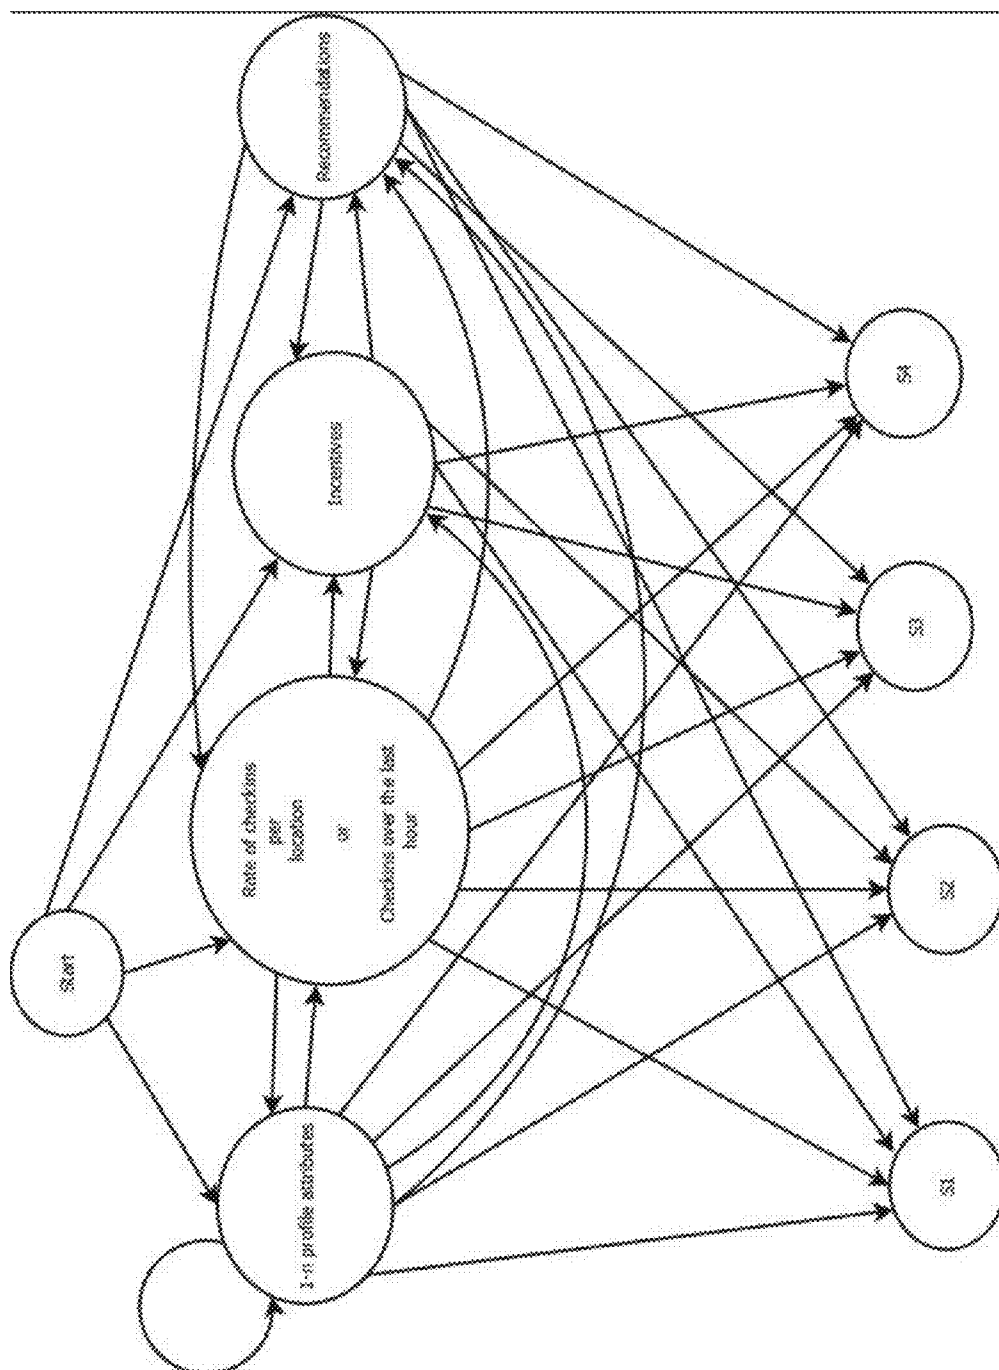 Start
1-n profile attributes
Rate of checkins
per
location
or
Checkins over the last
hour
Incentives
Recommendations
S1
S2
S3
S4